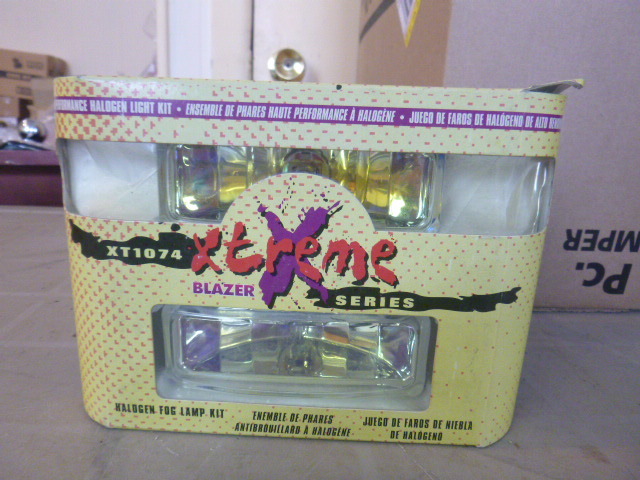 PERFORMANCE HALOGEN LIGHT KIT • ENSEMBLE DE PHARES HAUTE PERFORMANCE À HALOGÈNE • JUEGO DE FAROS DE HALÓGENO DE ALTO
XT1074
xtreme
X
BLAZER
SERIES
HALOGEN FOG LAMP KIT
ENEMBLE DE PHARES
ANTIBROUILLARD À HALOGÈNE
JUEGO DE FAROS DE NIEBLA
DE HALÓGENO
PC.
MPER